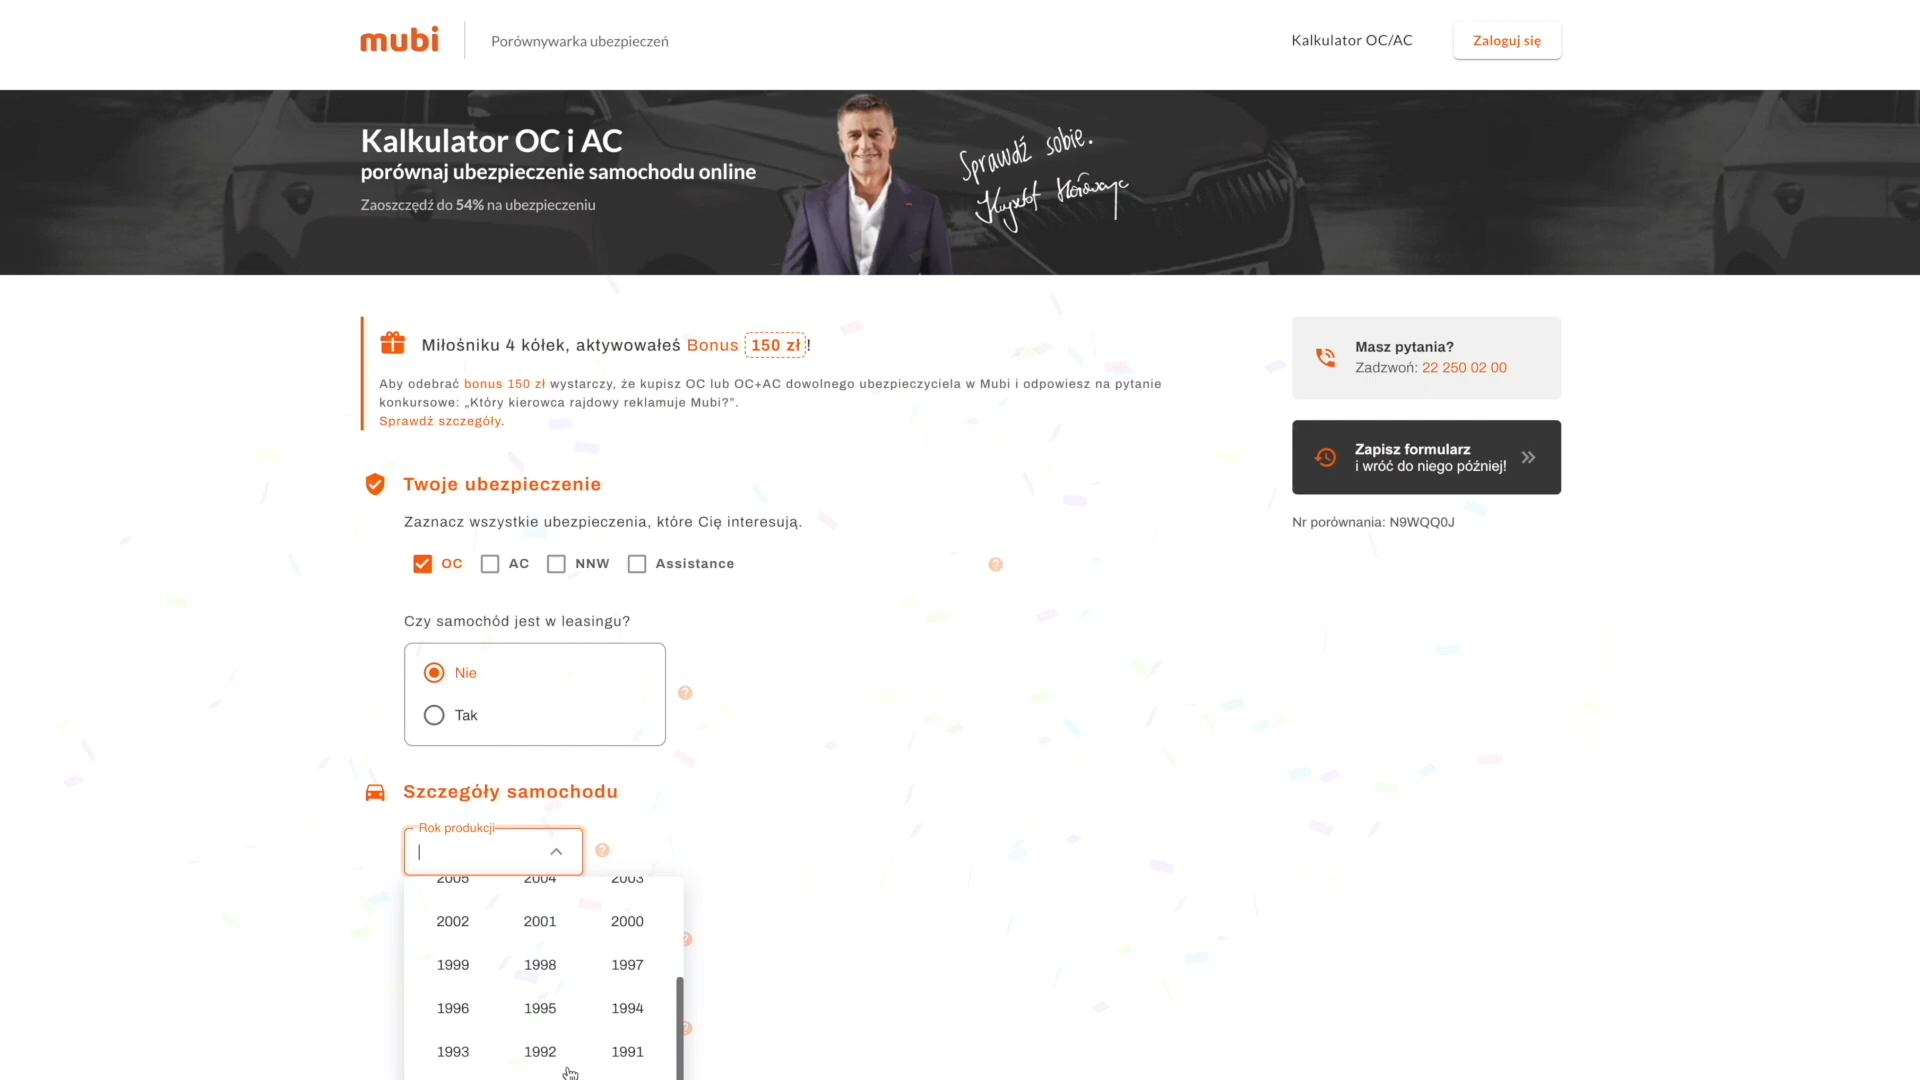 mubi
Porównywarka ubezpieczeń
Kalkulator OC/AC
Zaloguj się
Kalkulator OC i AC
porównaj ubezpieczenie samochodu online
Zaoszczędź do 54% na ubezpieczeniu
Sprawdź sobie.
Miłośniku 4 kółek, aktywowałeś Bonus 150 zł!
Aby odebrać bonus 150 zł wystarczy, że kupisz OC lub OC+AC dowolnego ubezpieczyciela w Mubi i odpowiesz na pytanie
konkursowe: „Który kierowca rajdowy reklamuje Mubi?”.
Sprawdź szczegóły.
Masz pytania?
Zadzwoń: 22 250 02 00
Zapisz formularz
i wróć do niego później!
Nr porównania: N9WQQ0J
Twoje ubezpieczenie
Zaznacz wszystkie ubezpieczenia, które Cię interesują.
OC AC NNW Assistance
Czy samochód jest w leasingu?
Nie
Tak
Szczegóły samochodu
Rok produkcji
2005 2004 2003
2002 2001 2000
1999 1998 1997
1996 1995 1994
1993 1992 1991